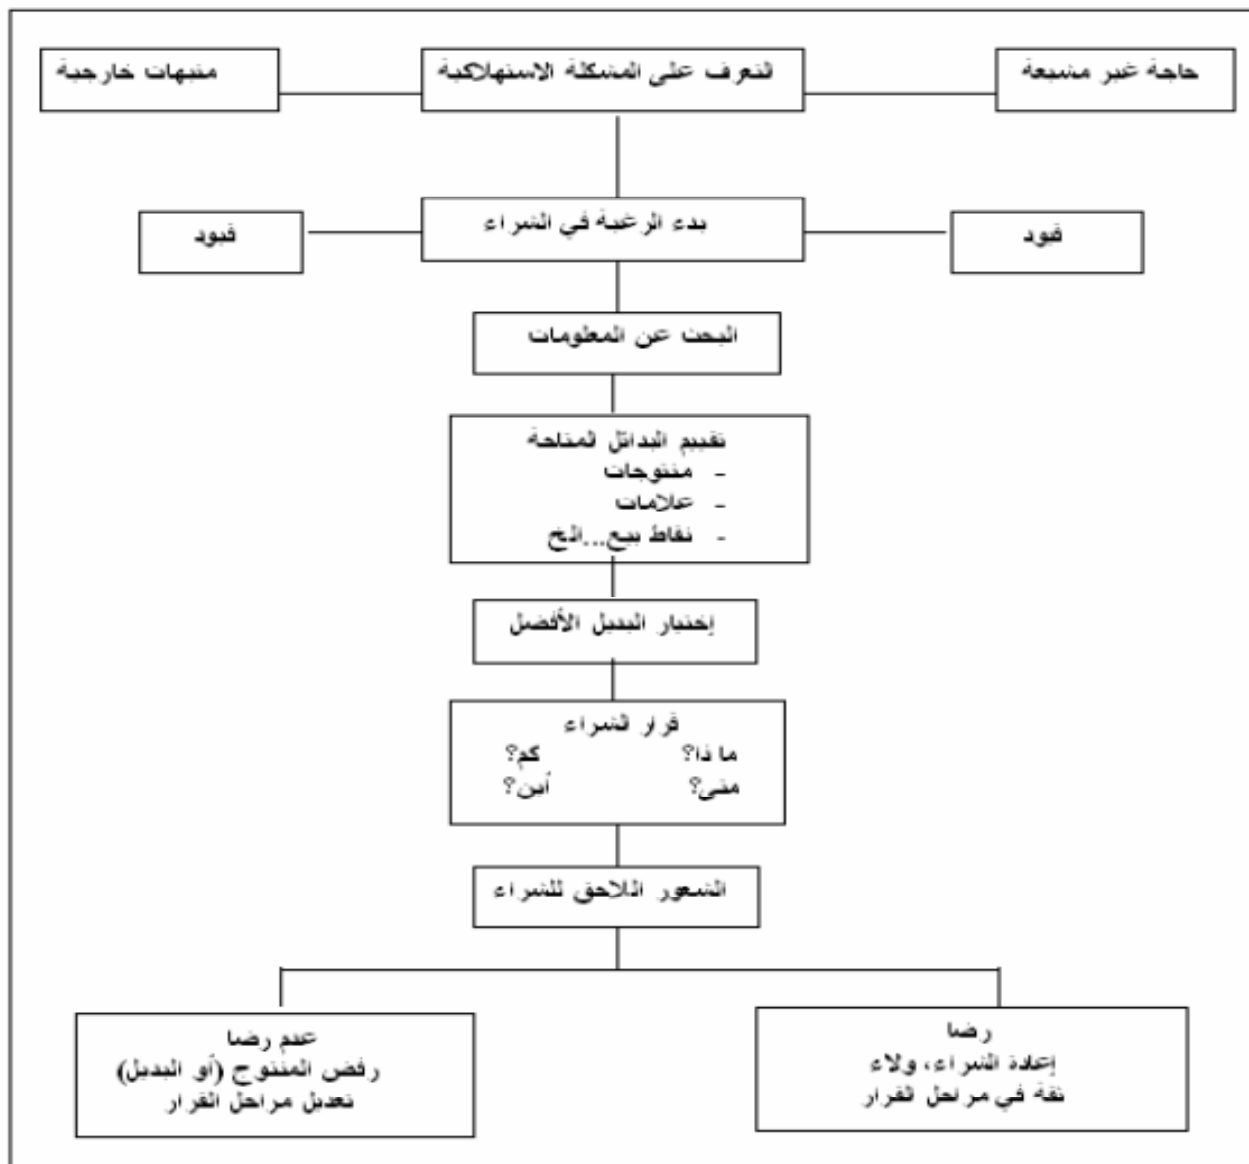 حاجة غير مشبعة
التعرف على المشكلة الاستهلاكية
منبهات خارجية
قيود
بدء الرغبة في الشراء
قيود
البحث عن المعلومات
تقييم البدائل المتاحة
- منتوجات
- علامات
- نقاط بيع...الخ
إختيار البديل الأفضل
قرار الشراء
ما ذا؟ كم؟
متى؟ أين؟
الشعور اللاحق للشراء
رضا
إعادة الشراء، ولاء
ثقة في مراحل القرار
عدم رضا
رفض المنتوج (أو البديل)
تعديل مراحل القرار